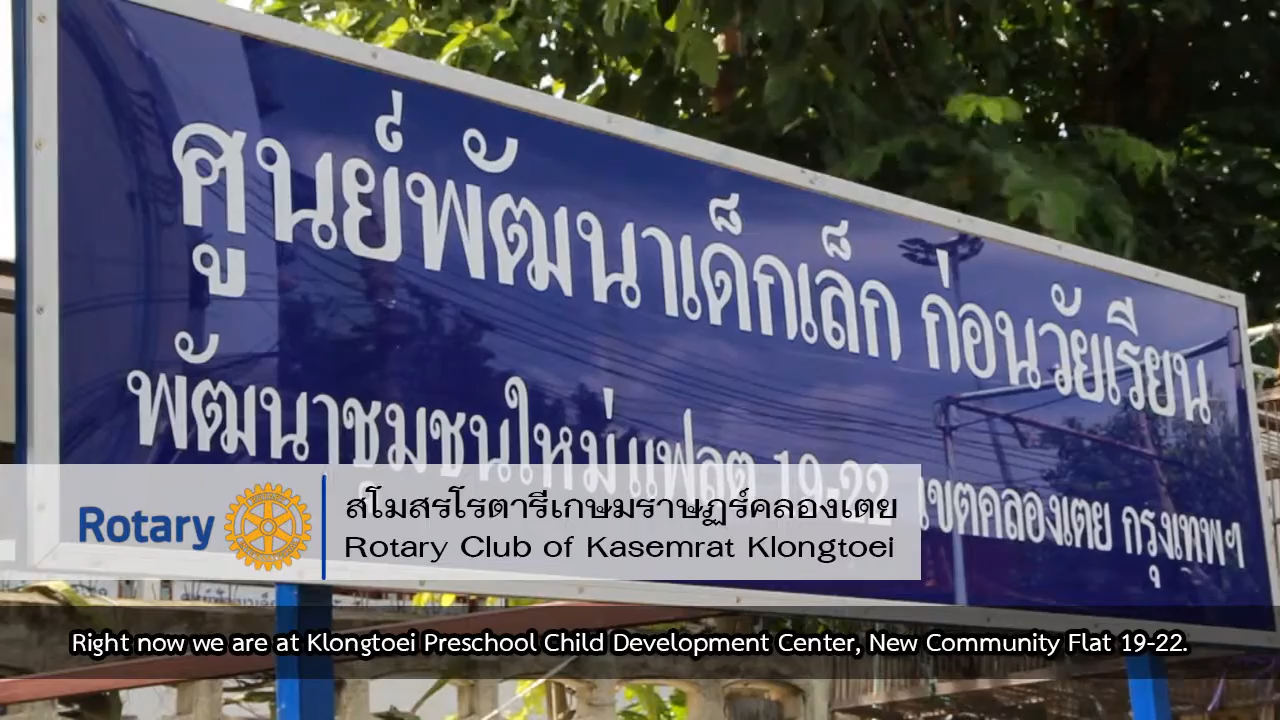 ศูนย์พัฒนาเด็กเล็ก ก่อนวัยเรียน
พัฒนาชุมชนใหม่ แฟลต 19-22 เขตคลองเตย กรุงเทพฯ
Rotary
สโมสรโรตารีเกษมราษฎร์คลองเตย
Rotary Club of Kasemrat Klongtoei
Right now we are at Klongtoei Preschool Child Development Center, New Community Flat 19-22.